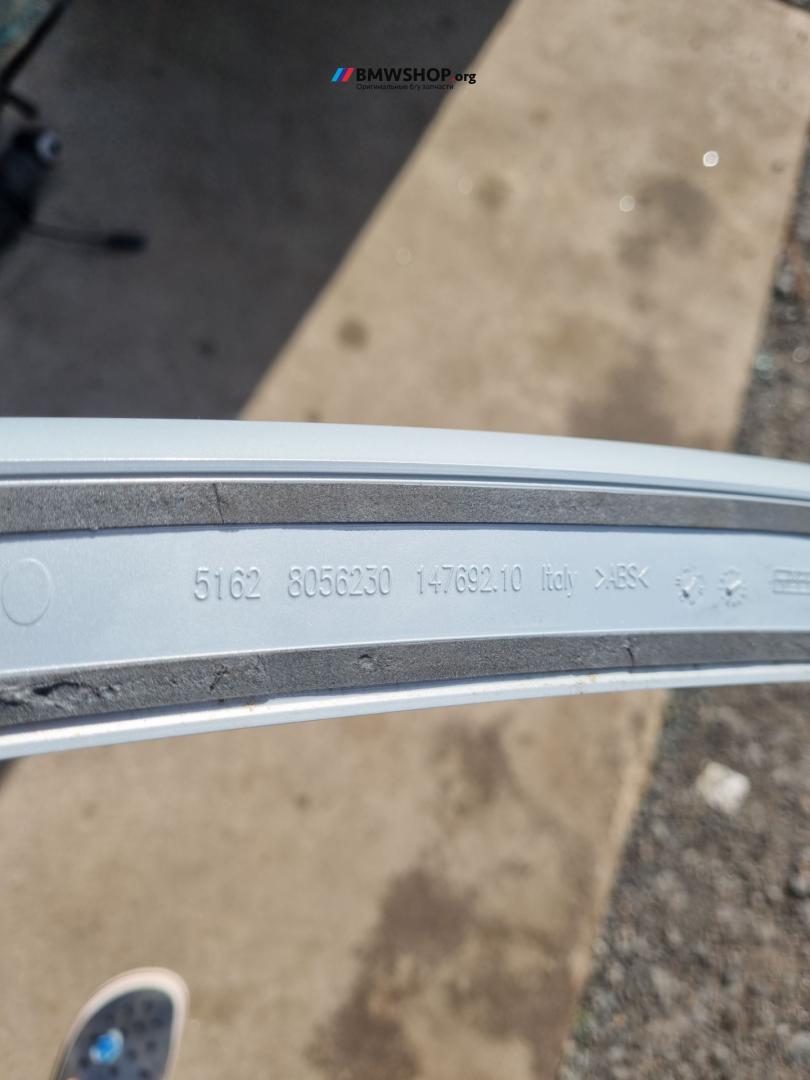 BMWSHOP.org
Оригинальные б/у запчасти
5162 8056230 147692.10 Italy >ABS<